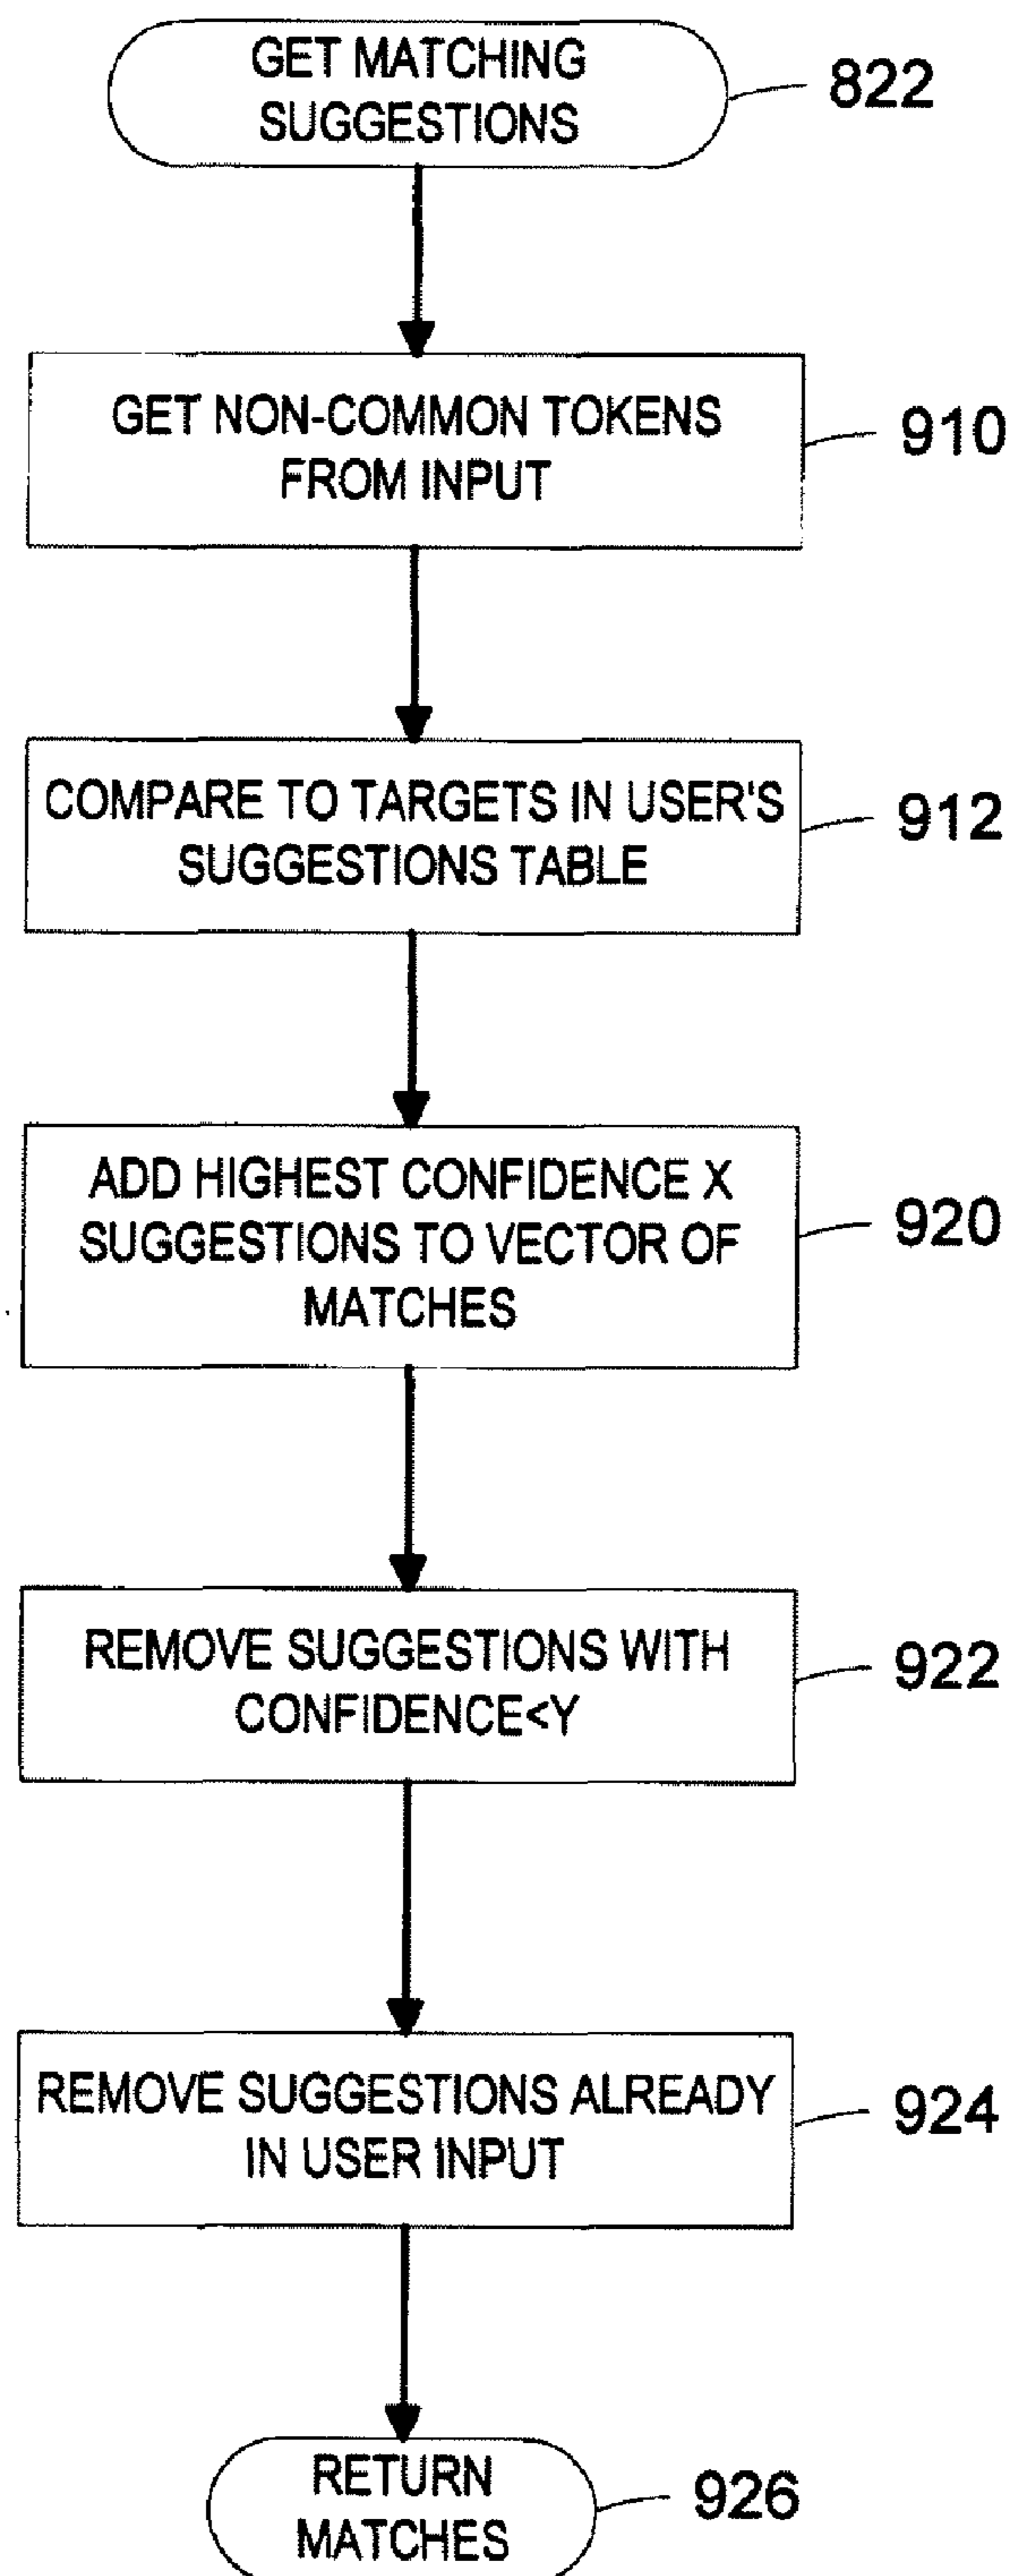 GET MATCHING
SUGGESTIONS
822
GET NON-COMMON TOKENS
FROM INPUT
910
COMPARE TO TARGETS IN USER'S
SUGGESTIONS TABLE
912
ADD HIGHEST CONFIDENCE X
SUGGESTIONS TO VECTOR OF
MATCHES
920
REMOVE SUGGESTIONS WITH
CONFIDENCE<Y
922
REMOVE SUGGESTIONS ALREADY
IN USER INPUT
924
RETURN
MATCHES
926